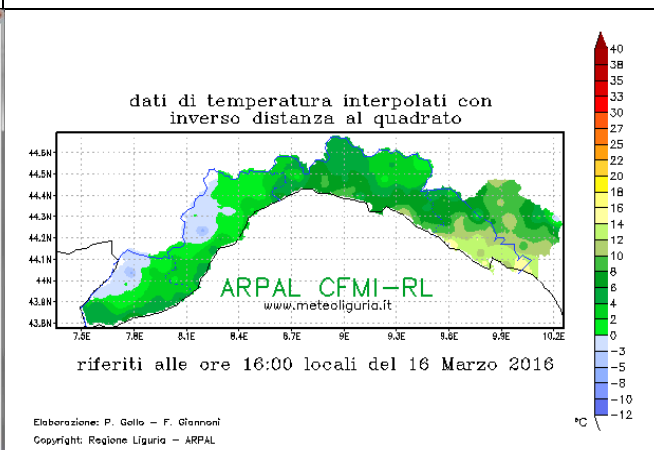 dati di temperatura interpolati con
inverso distanza al quadrato
44.5N
44.4N
44.3N
44.2N
44.1N
44N
43.9N
43.8N
7.5E
7.8E
8.1E
8.4E
8.7E
9E
9.3E
9.6E
9.9E
10.2E
ARPAL CFMI-RL
www.meteoliguria.it
riferiti alle ore 16:00 locali del 16 Marzo 2016
40
38
35
33
30
27
25
22
20
18
16
14
12
10
8
6
4
2
0
-3
-5
-8
-10
-12
°C
Elaborazione: P. Gollo - F. Giannoni
Copyright: Regione Liguria - ARPAL